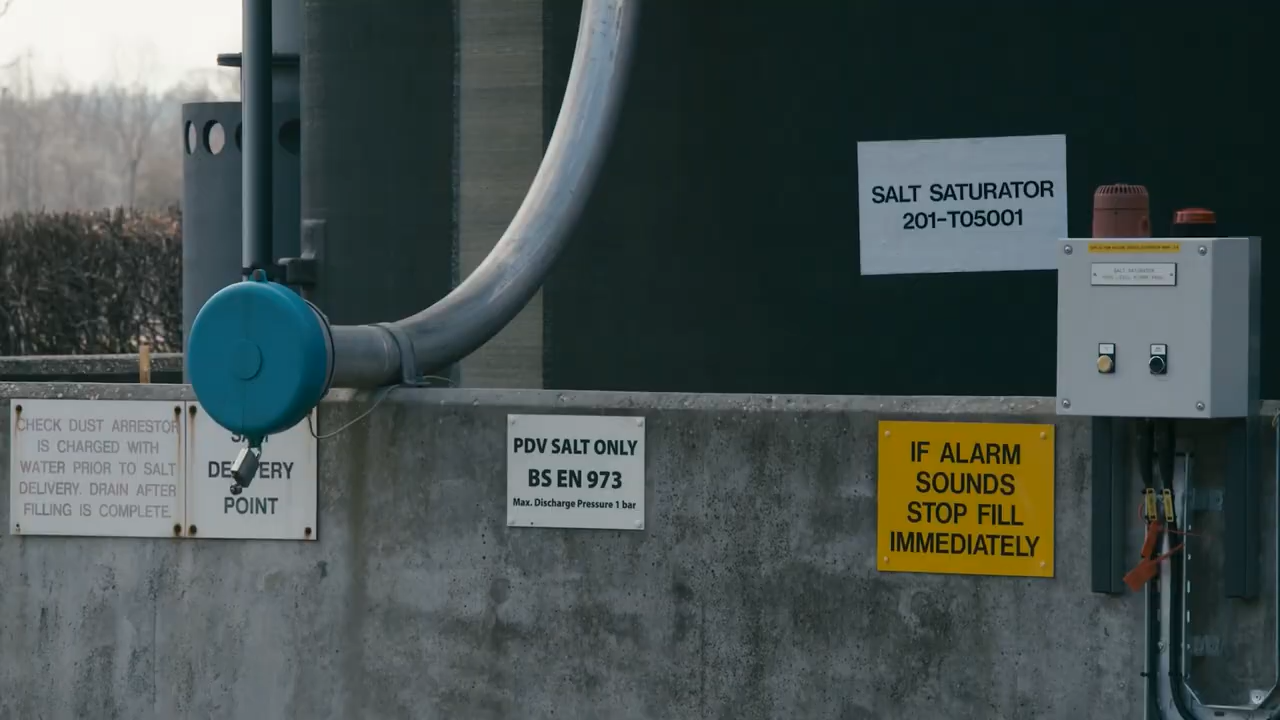 CHECK DUST ARRESTOR
IS CHARGED WITH
WATER PRIOR TO SALT
DELIVERY. DRAIN AFTER
FILLING IS COMPLETE.
POINT
PDV SALT ONLY
BS EN 973
Max. Discharge Pressure 1 bar
SALT SATURATOR
201-T05001
IF ALARM
SOUNDS
STOP FILL
IMMEDIATELY
SALT SATURATOR